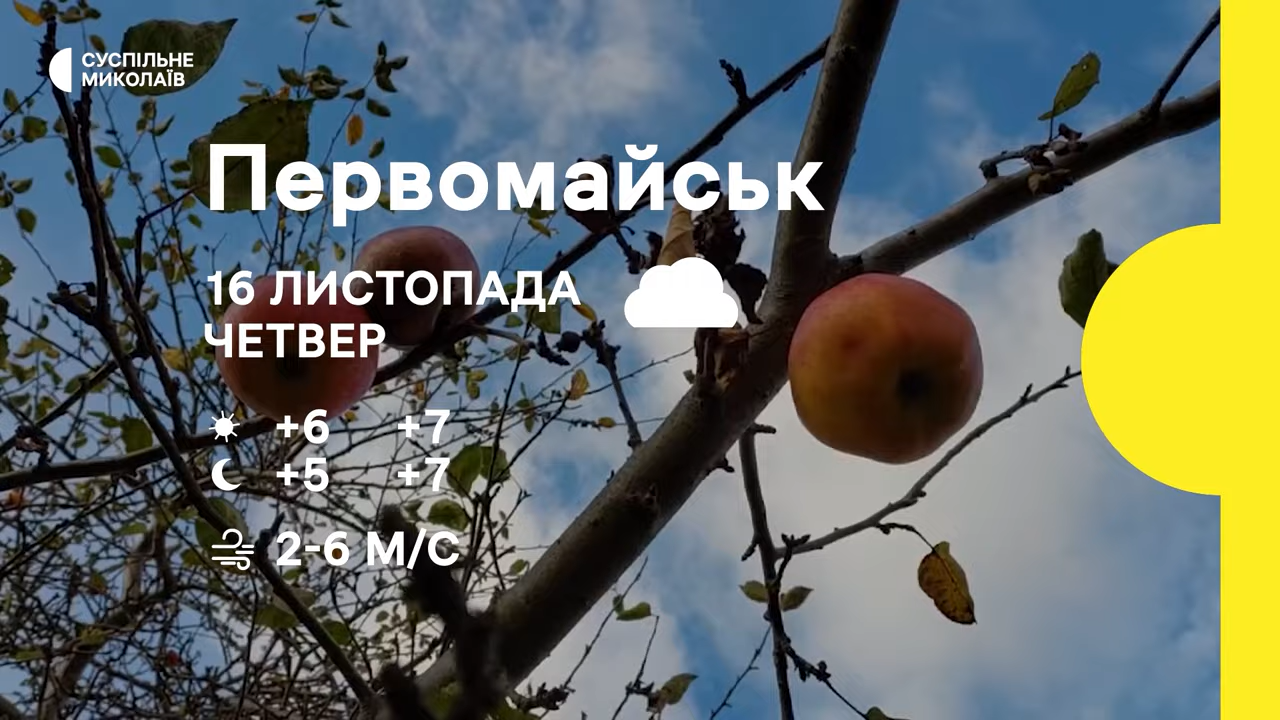 СУСПІЛЬНЕ
МИКОЛАЇВ
Первомайськ
16 ЛИСТОПАДА
ЧЕТВЕР
+6 +7
+5 +7
2-6 М/С